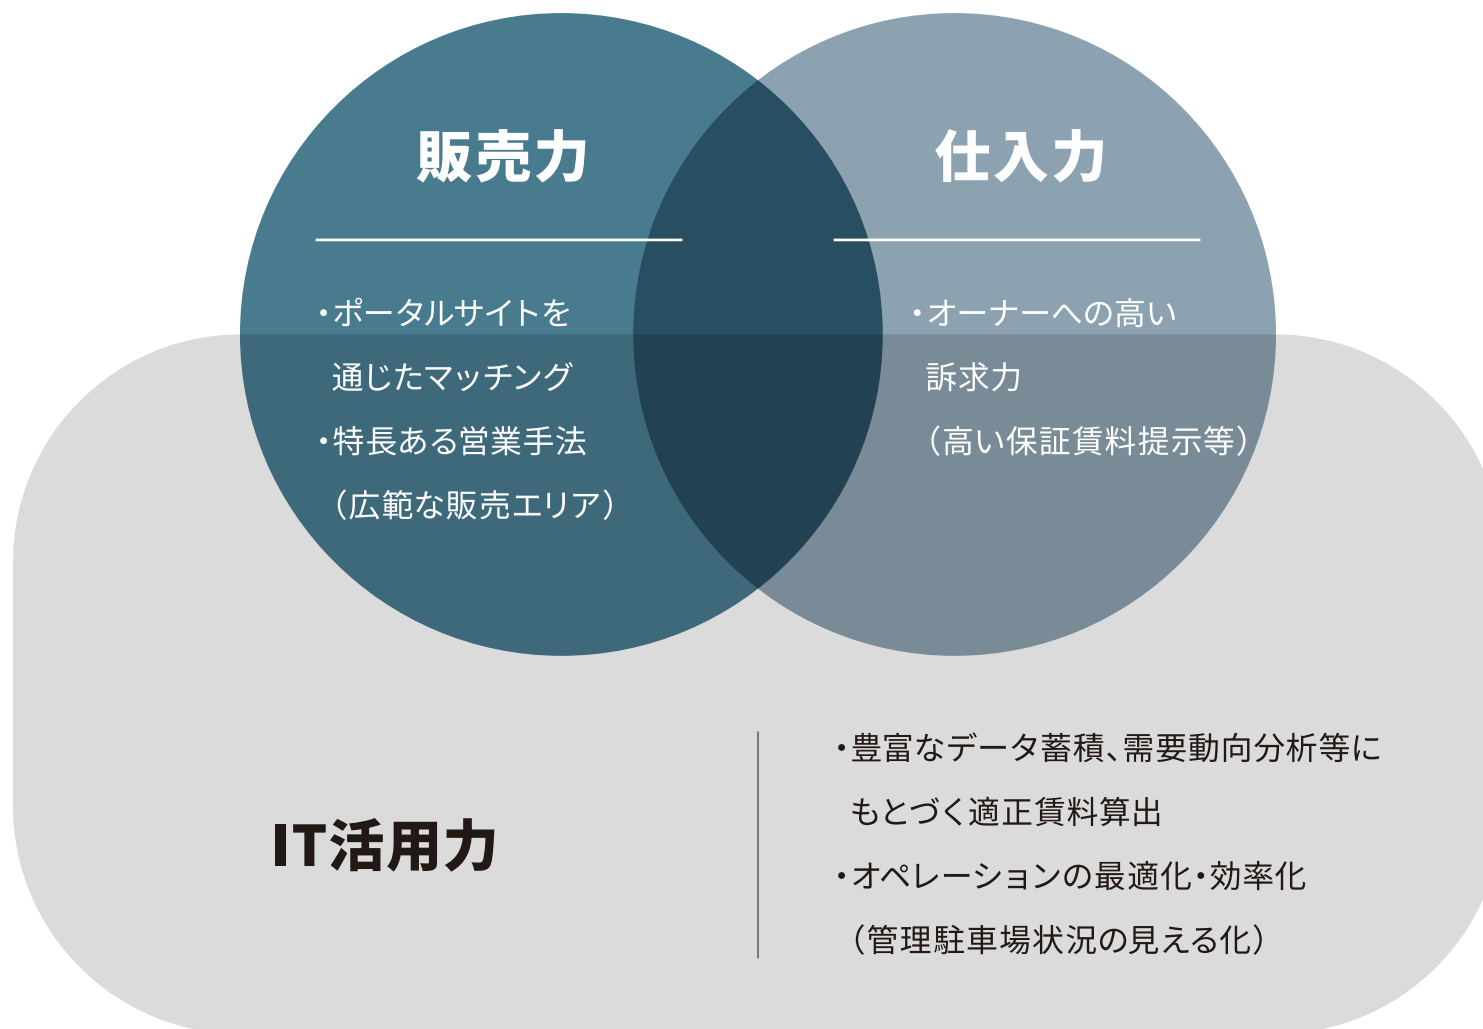 販売力
・ポータルサイトを
通じたマッチング
・特長ある営業手法
（広範な販売エリア）
仕入力
・オーナーへの高い
訴求力
（高い保証賃料提示等）
IT活用力
・豊富なデータ蓄積、需要動向分析等に
もとづく適正賃料算出
・オペレーションの最適化・効率化
（管理駐車場状況の見える化）